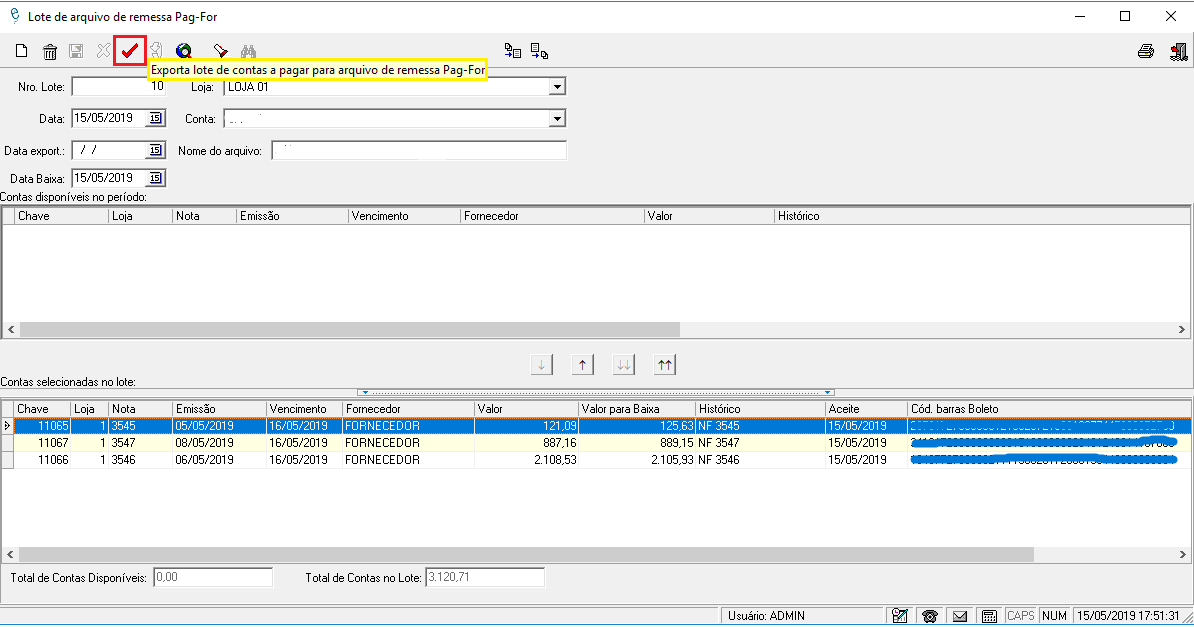 Lote de arquivo de remessa Pag-For
Exporta lote de contas a pagar para arquivo de remessa Pag-For
Nro. Lote: 10 Loja: LOJA 01
Data: 15/05/2019 15 Conta:
Data export.: / / 15 Nome do arquivo:
Data Baixa: 15/05/2019 15
Contas disponíveis no período:
Chave Loja Nota Emissão Vencimento Fornecedor Valor Histórico
Contas selecionadas no lote:
Chave Loja Nota Emissão Vencimento Fornecedor Valor Valor para Baixa Histórico Aceite Cód. barras Boleto
11065 1 3545 05/05/2019 16/05/2019 FORNECEDOR 121,09 125,63 NF 3545 15/05/2019
11067 1 3547 08/05/2019 16/05/2019 FORNECEDOR 887,16 889,15 NF 3547 15/05/2019
11066 1 3546 06/05/2019 16/05/2019 FORNECEDOR 2.108,53 2.105,93 NF 3546 15/05/2019
Total de Contas Disponíveis: 0,00 Total de Contas no Lote: 3.120,71
Usuário: ADMIN CAPS NUM 15/05/2019 17:51:31